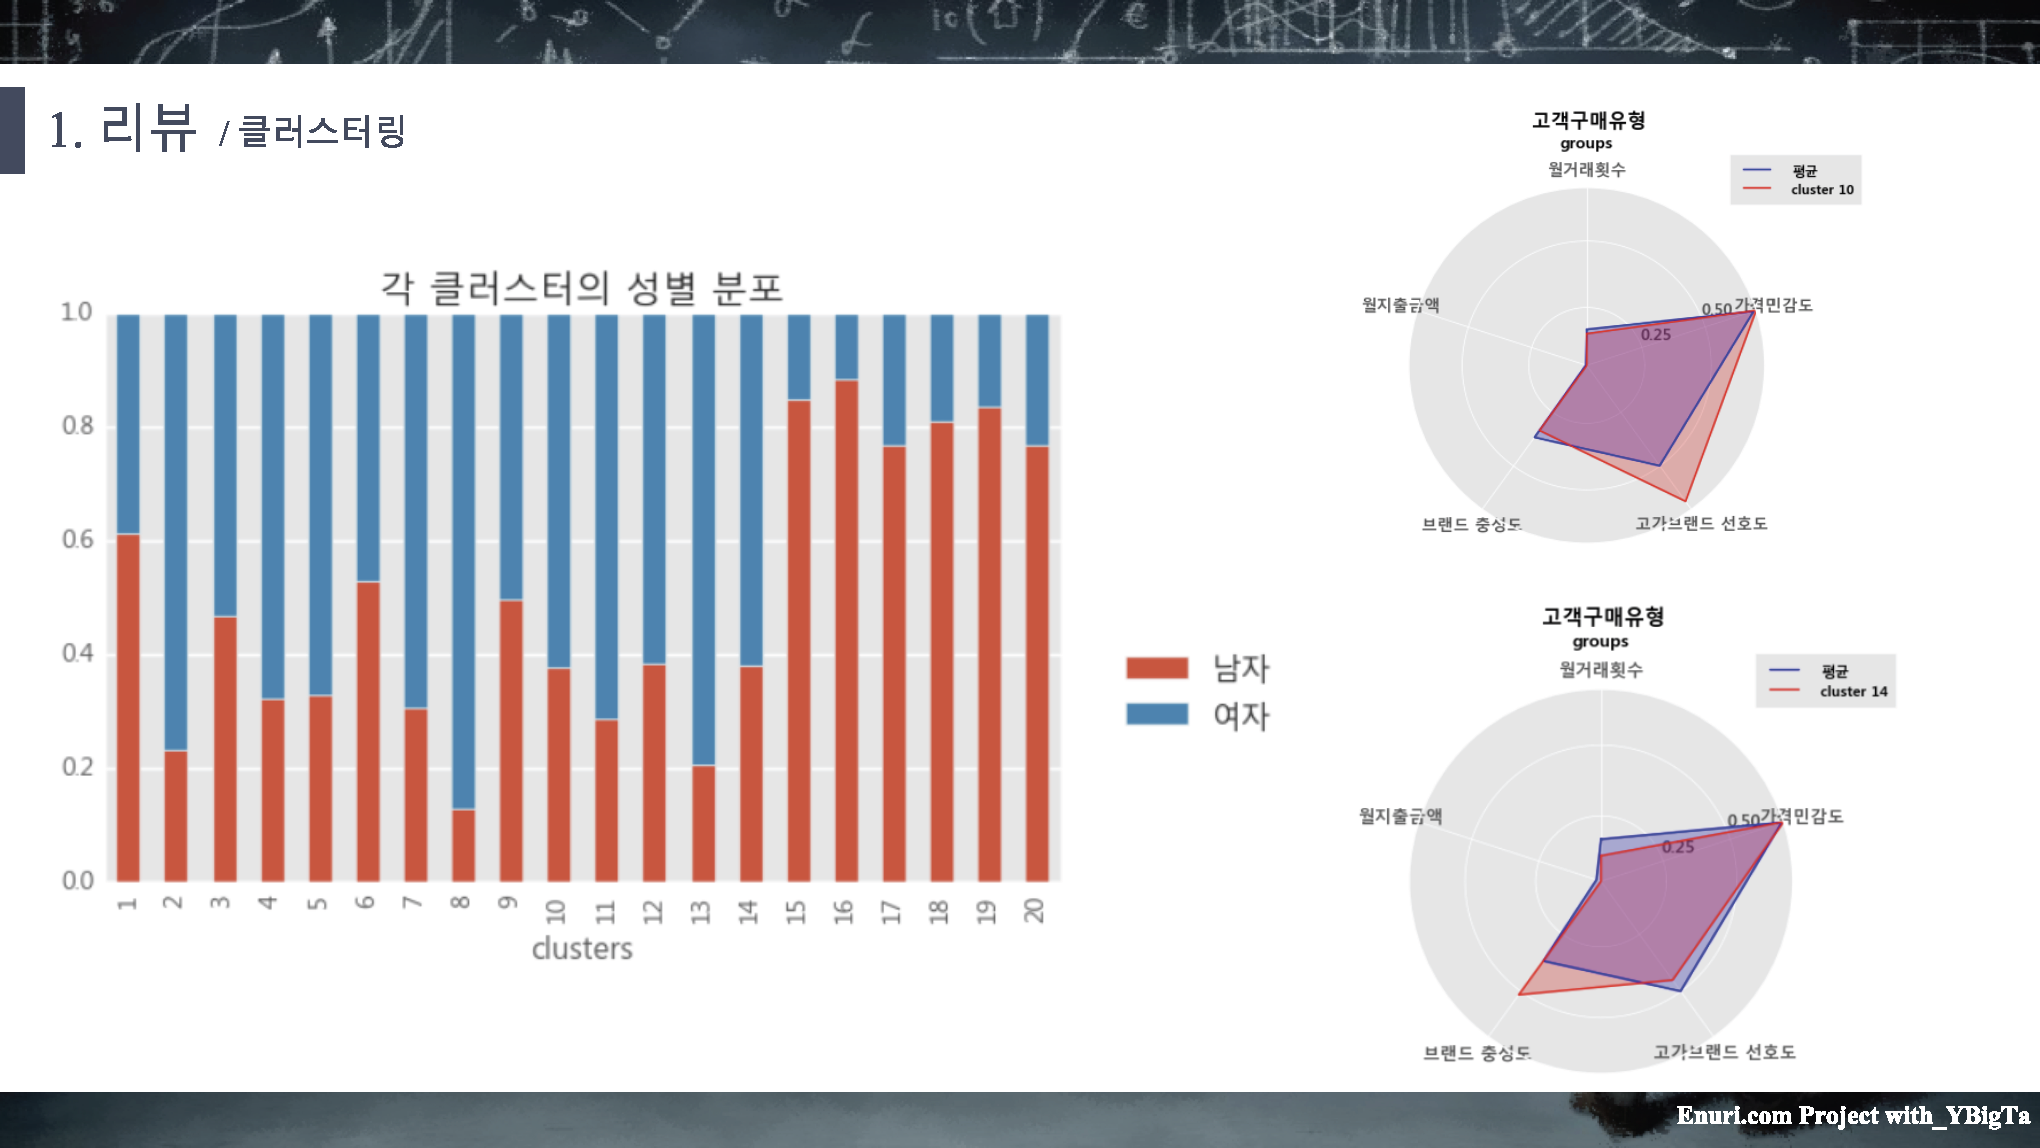 1. 리뷰 / 클러스터링
각 클러스터의 성별 분포
1.0
0.8
0.6
0.4
0.2
0.0
1 2 3 4 5 6 7 8 9 10 11 12 13 14 15 16 17 18 19 20
clusters
남자
여자
고객구매유형
groups
월거래횟수
평균
cluster 10
월지출금액
0.50 가격민감도
0.25
브랜드 충성도
고가브랜드 선호도
고객구매유형
groups
월거래횟수
평균
cluster 14
월지출금액
0.50 가격민감도
0.25
브랜드 충성도
고가브랜드 선호도
Enuri.com Project with_YBigTa